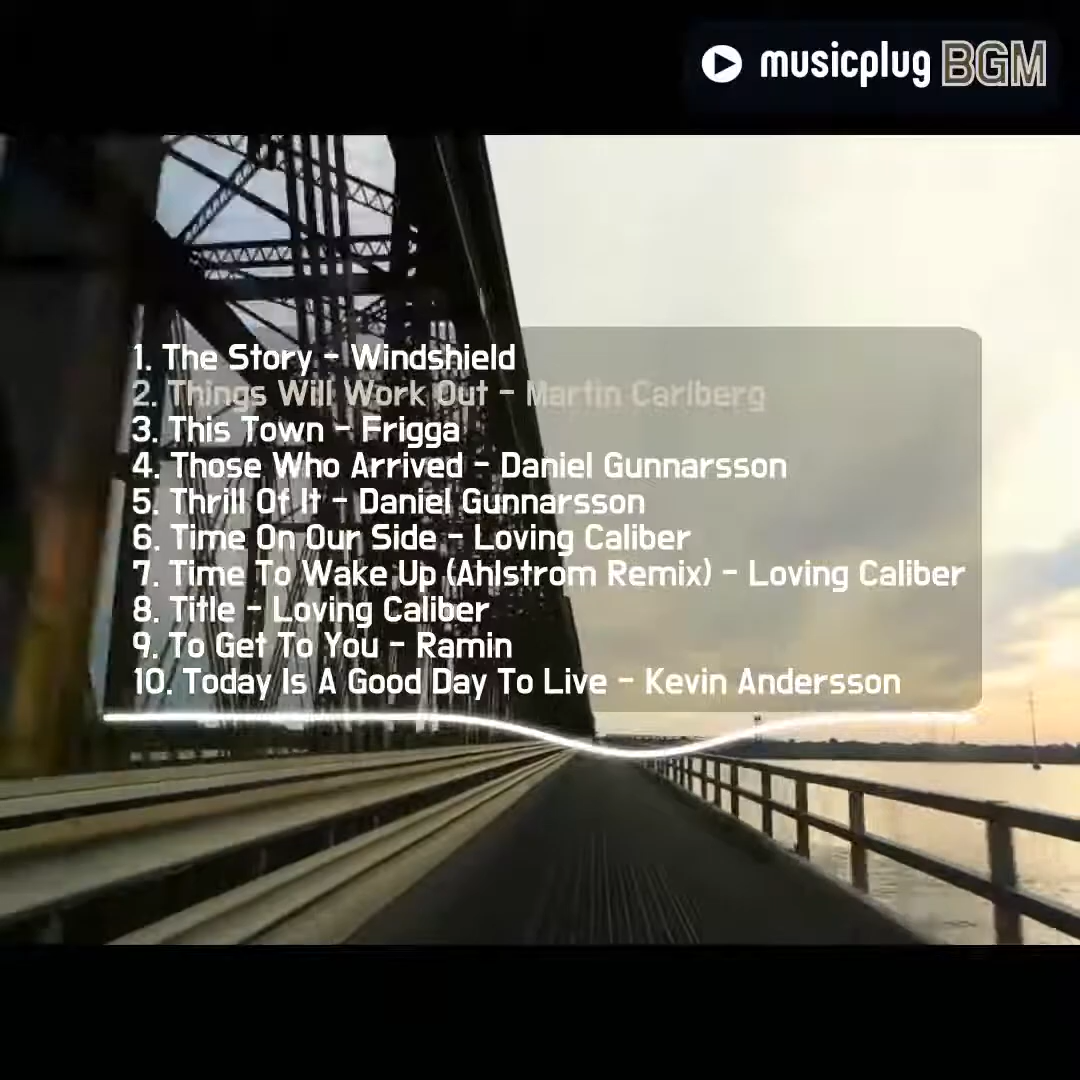 musicplug BGM
1. The Story - Windshield
2. Things Will Work Out - Martin Carlberg
3. This Town - Frigga
4. Those Who Arrived - Daniel Gunnarsson
5. Thrill Of It - Daniel Gunnarsson
6. Time On Our Side - Loving Caliber
7. Time To Wake Up (Ahlstrom Remix) - Loving Caliber
8. Title - Loving Caliber
9. To Get To You - Ramin
10. Today Is A Good Day To Live - Kevin Andersson